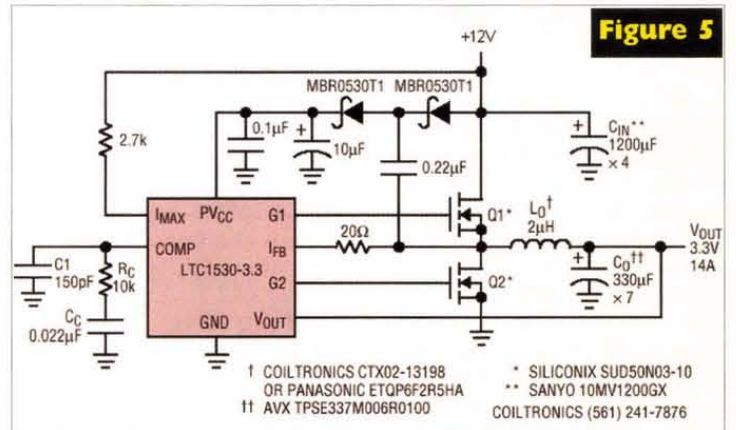 Figure 5
+12V
MBR0530T1 MBR0530T1
2.7k
0.1µF
+
10µF
0.22µF
+
CIN**
1200µF
× 4
IMAX PVCC G1
Q1*
LO†
2µH
COMP
IFB
20Ω
VOUT
3.3V
14A
C1
150pF
RC
10k
LTC1530-3.3
G2
Q2*
+
CO††
330µF
× 7
CC
0.022µF
GND VOUT
† COILTRONICS CTX02-13198
OR PANASONIC ETQP6F2R5HA
†† AVX TPSE337M006R0100
* SILICONIX SUD50N03-10
** SANYO 10MV1200GX
COILTRONICS (561) 241-7876